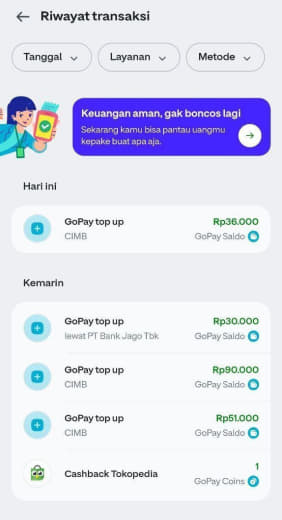 Riwayat transaksi
Tanggal
Layanan
Metode
Keuangan aman, gak boncos lagi
Sekarang kamu bisa pantau uangmu
kepake buat apa aja.
Hari ini
GoPay top up
Rp36.000
CIMB
GoPay Saldo
Kemarin
GoPay top up
Rp30.000
lewat PT Bank Jago Tbk
GoPay Saldo
GoPay top up
Rp90.000
CIMB
GoPay Saldo
GoPay top up
Rp51.000
CIMB
GoPay Saldo
Cashback Tokopedia
1
GoPay Coins